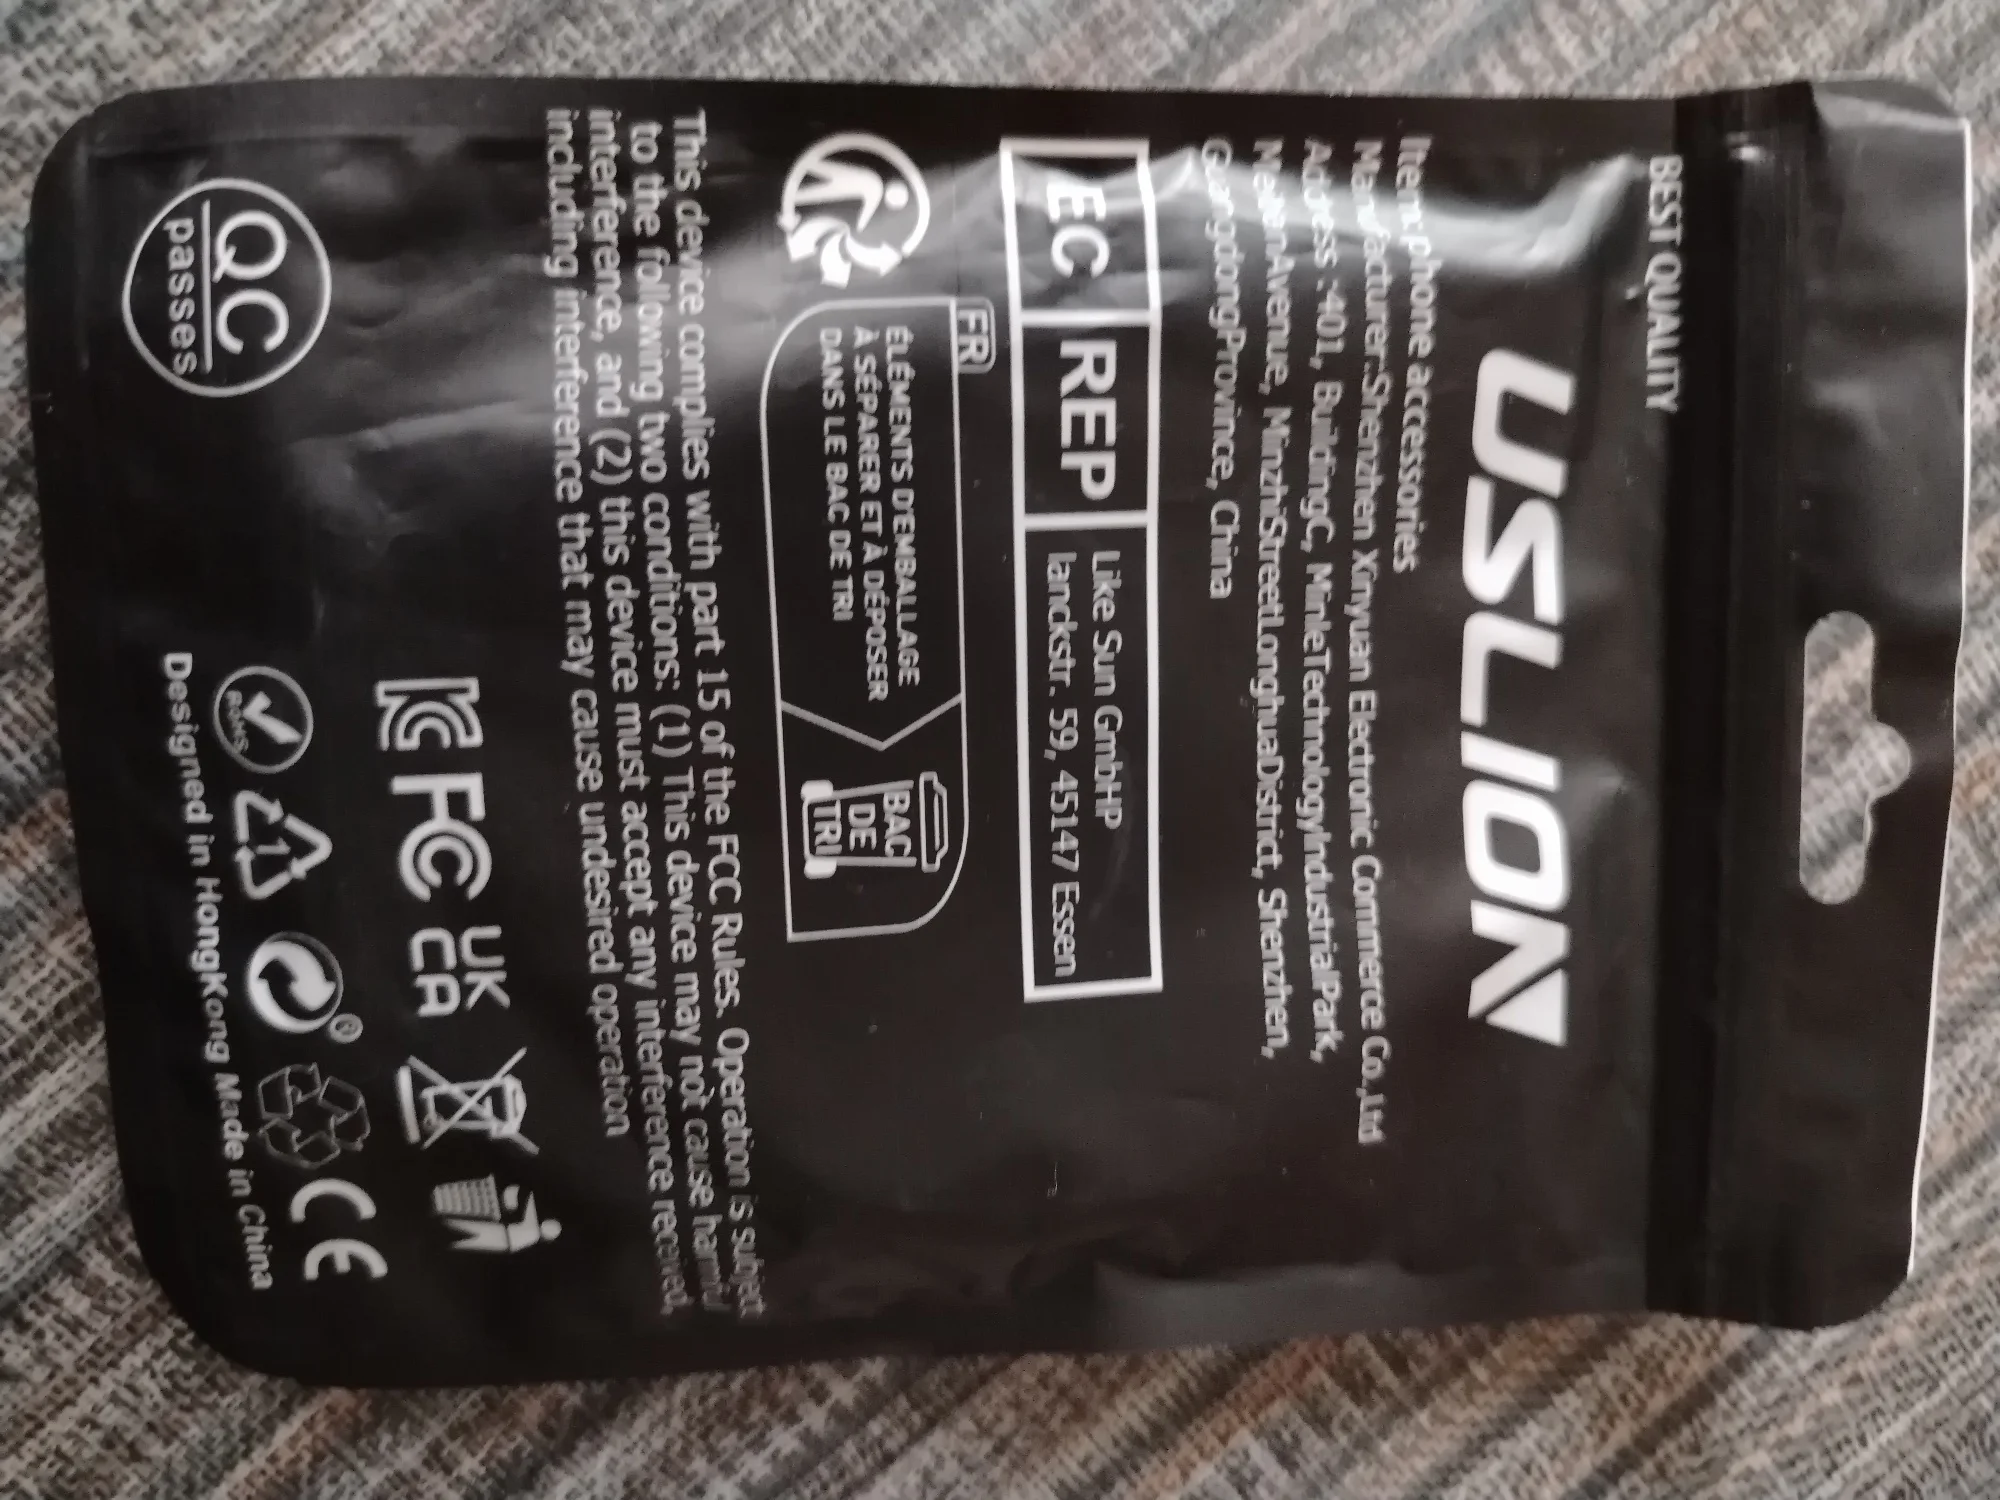 BEST QUALITY
USLION
Item:phone accessories
Manufacturer:Shenzhen Xinyuan Electronic Commerce Co.,Ltd
Address :401, BuildingC, MinleTechnologyIndustrialPark,
MeibanAvenue, MinzhiStreetLonghuaDistrict, Shenzhen,
GuangdongProvince, China
EC REP
Like Sun GmbHP
lanckstr. 59, 45147 Essen
FR
ÉLÉMENTS D'EMBALLAGE
À SÉPARER ET À DÉPOSER
DANS LE BAC DE TRI
BAC
DE
TRI
This device complies with part 15 of the FCC Rules. Operation is subject
to the following two conditions: (1) This device may not cause harmful
interference, and (2) this device must accept any interference received,
including interference that may cause undesired operation
QC
passses
FC
UK
CA
RoHS
1
®
CE
Designed in HongKong Made in China